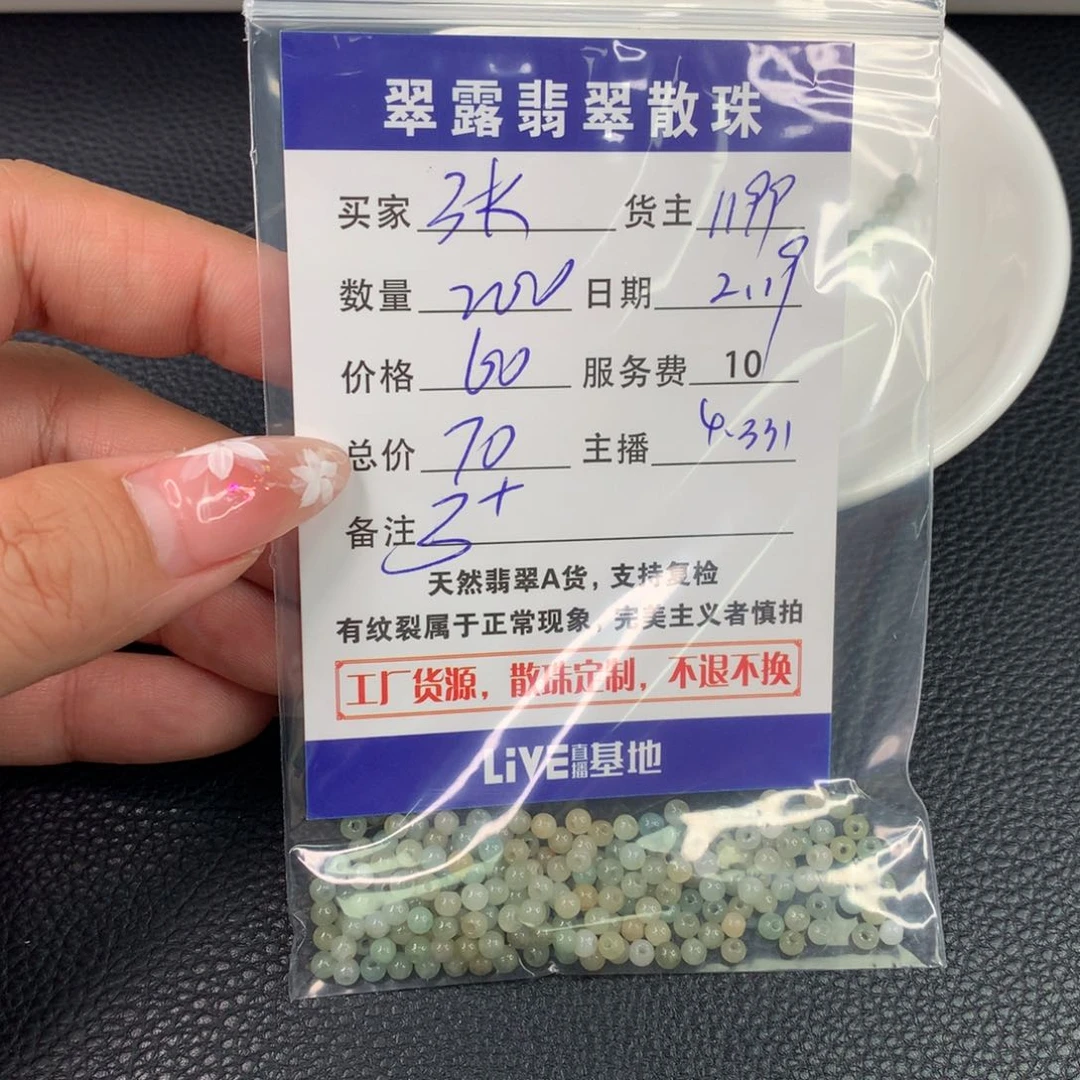 翠露翡翠散珠
买家 货主
数量 200 日期 2.19
价格 60 服务费 10
总价 70 主播 4.331
备注 3+
天然翡翠A货，支持复检
有纹裂属于正常现象，完美主义者慎拍
工厂货源，散珠定制，不退不换
LiVE直播基地